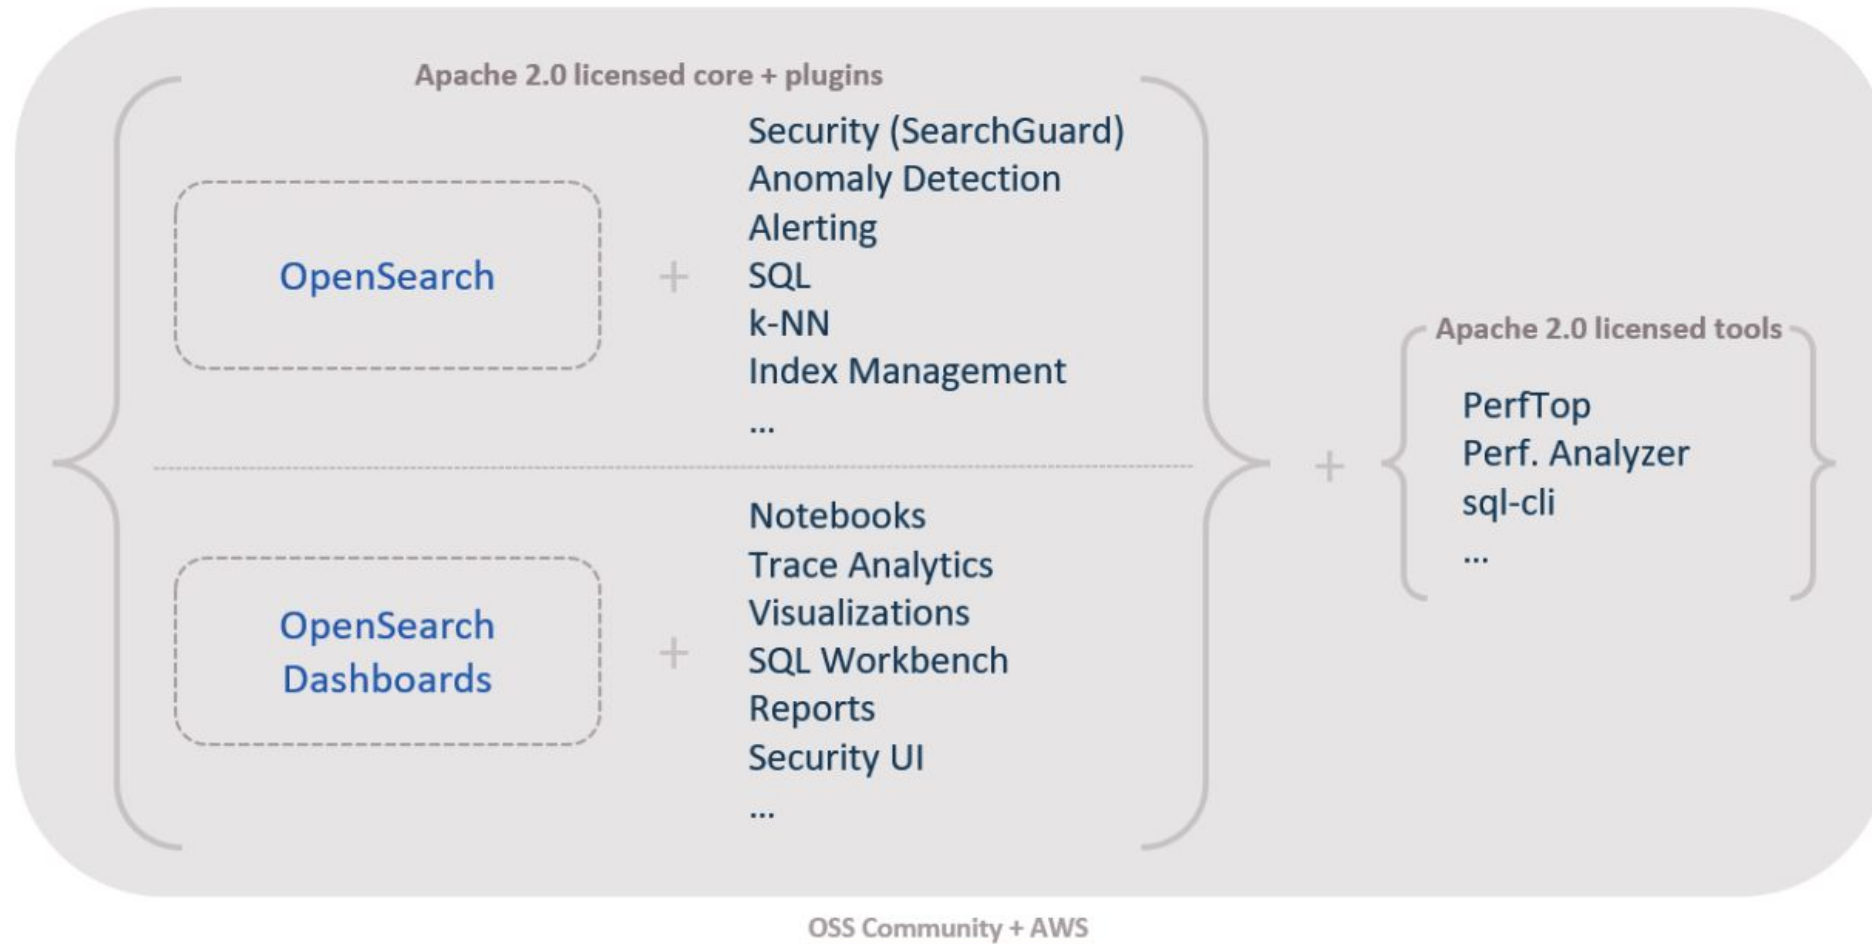 Apache 2.0 licensed core + plugins
OpenSearch
+
Security (SearchGuard)
Anomaly Detection
Alerting
SQL
k-NN
Index Management
...
OpenSearch
Dashboards
+
Notebooks
Trace Analytics
Visualizations
SQL Workbench
Reports
Security UI
...
+
Apache 2.0 licensed tools
PerfTop
Perf. Analyzer
sql-cli
...
OSS Community + AWS